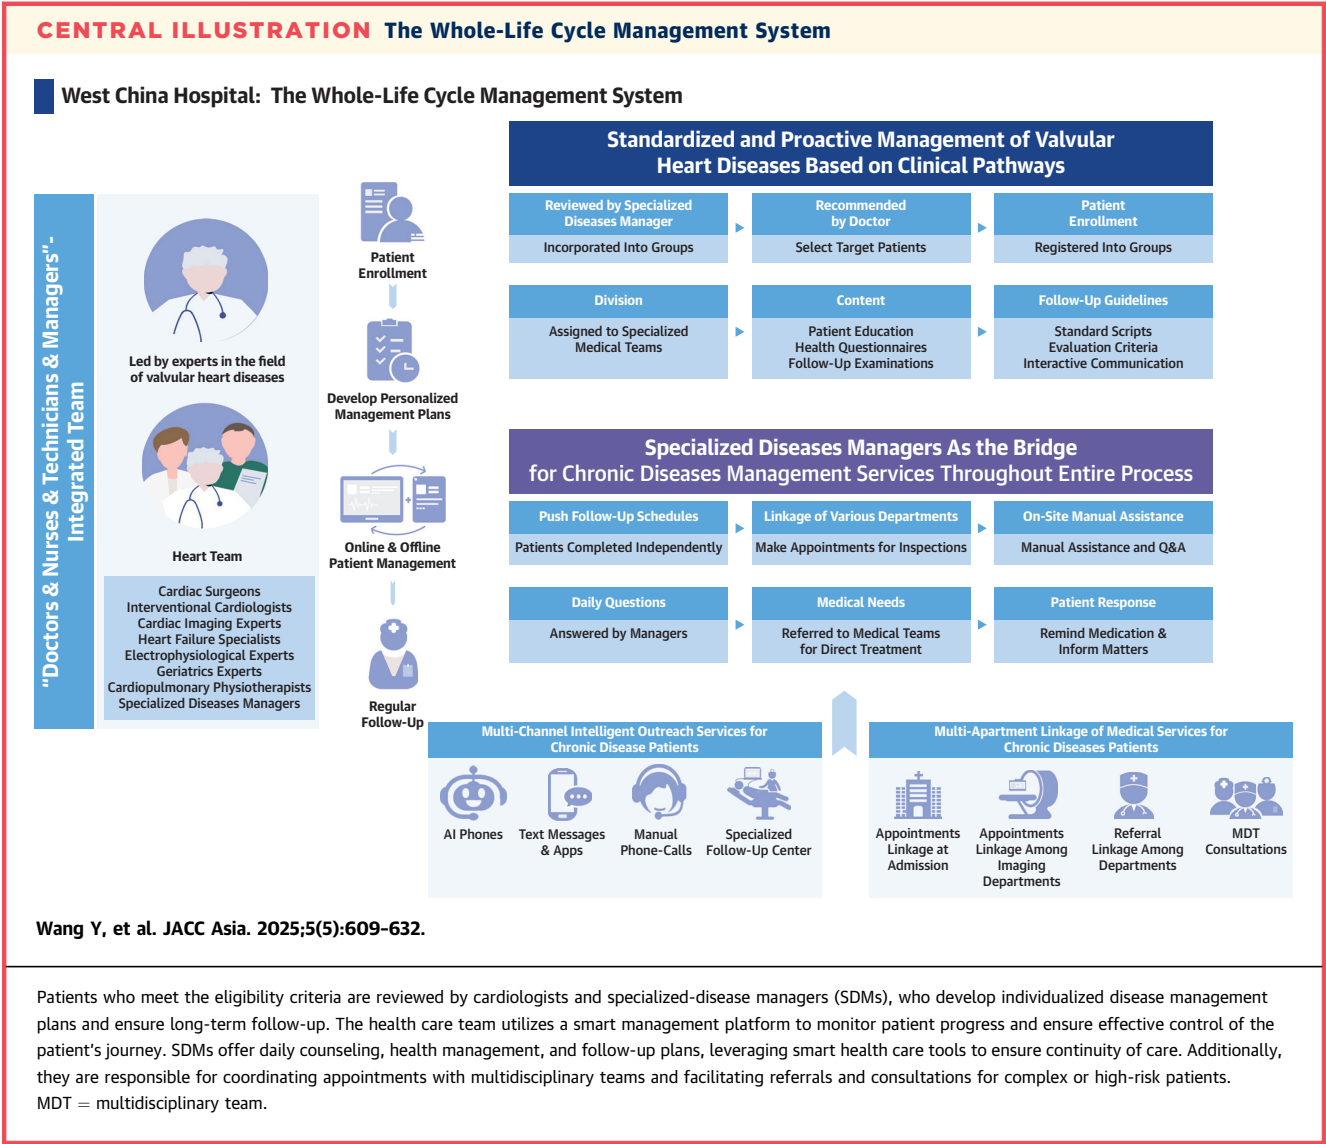 CENTRAL ILLUSTRATION The Whole-Life Cycle Management System
West China Hospital: The Whole-Life Cycle Management System
"Doctors & Nurses & Technicians & Managers"-
Integrated Team
Led by experts in the field
of valvular heart diseases
Heart Team
Cardiac Surgeons
Interventional Cardiologists
Cardiac Imaging Experts
Heart Failure Specialists
Electrophysiological Experts
Geriatrics Experts
Cardiopulmonary Physiotherapists
Specialized Diseases Managers
Patient
Enrollment
Develop Personalized
Management Plans
Online & Offline
Patient Management
Regular
Follow-Up
Standardized and Proactive Management of Valvular
Heart Diseases Based on Clinical Pathways
Reviewed by Specialized
Diseases Manager
Incorporated Into Groups
Recommended
by Doctor
Select Target Patients
Patient
Enrollment
Registered Into Groups
Division
Assigned to Specialized
Medical Teams
Content
Patient Education
Health Questionnaires
Follow-Up Examinations
Follow-Up Guidelines
Standard Scripts
Evaluation Criteria
Interactive Communication
Specialized Diseases Managers As the Bridge
for Chronic Diseases Management Services Throughout Entire Process
Push Follow-Up Schedules
Patients Completed Independently
Linkage of Various Departments
Make Appointments for Inspections
On-Site Manual Assistance
Manual Assistance and Q&A
Daily Questions
Answered by Managers
Medical Needs
Referred to Medical Teams
for Direct Treatment
Patient Response
Remind Medication &
Inform Matters
Multi-Channel Intelligent Outreach Services for
Chronic Disease Patients
AI Phones
Text Messages
& Apps
Manual
Phone-Calls
Specialized
Follow-Up Center
Multi-Apartment Linkage of Medical Services for
Chronic Diseases Patients
Appointments
Linkage at
Admission
Appointments
Linkage Among
Imaging
Departments
Referral
Linkage Among
Departments
MDT
Consultations
Wang Y, et al. JACC Asia. 2025;5(5):609–632.
Patients who meet the eligibility criteria are reviewed by cardiologists and specialized-disease managers (SDMs), who develop individualized disease management
plans and ensure long-term follow-up. The health care team utilizes a smart management platform to monitor patient progress and ensure effective control of the
patient's journey. SDMs offer daily counseling, health management, and follow-up plans, leveraging smart health care tools to ensure continuity of care. Additionally,
they are responsible for coordinating appointments with multidisciplinary teams and facilitating referrals and consultations for complex or high-risk patients.
MDT = multidisciplinary team.